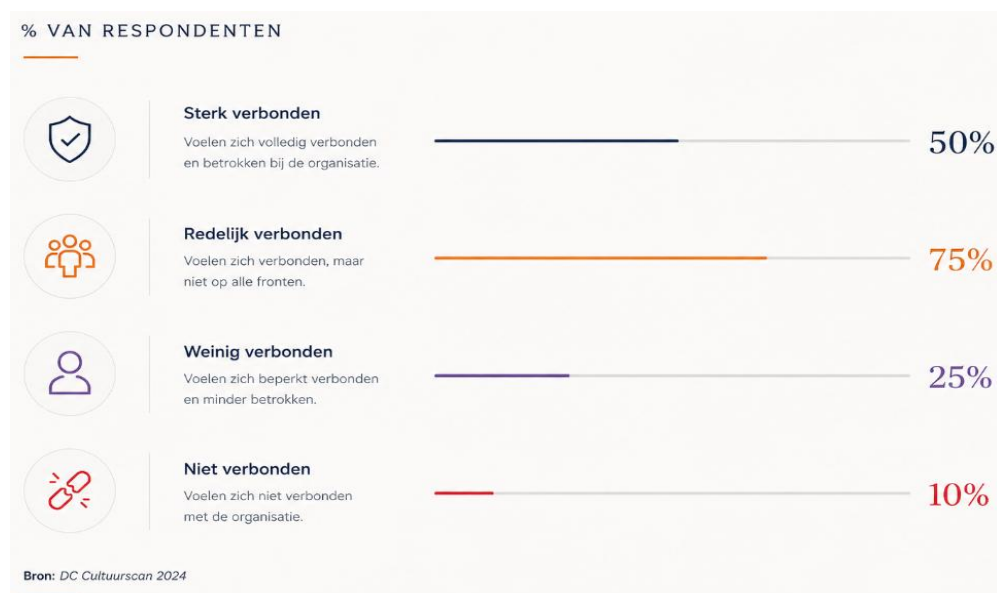 % VAN RESPONDENTEN
Sterk verbonden
Voelen zich volledig verbonden
en betrokken bij de organisatie.
50%
Redelijk verbonden
Voelen zich verbonden, maar
niet op alle fronten.
75%
Weinig verbonden
Voelen zich beperkt verbonden
en minder betrokken.
25%
Niet verbonden
Voelen zich niet verbonden
met de organisatie.
10%
Bron: DC Cultuurscan 2024